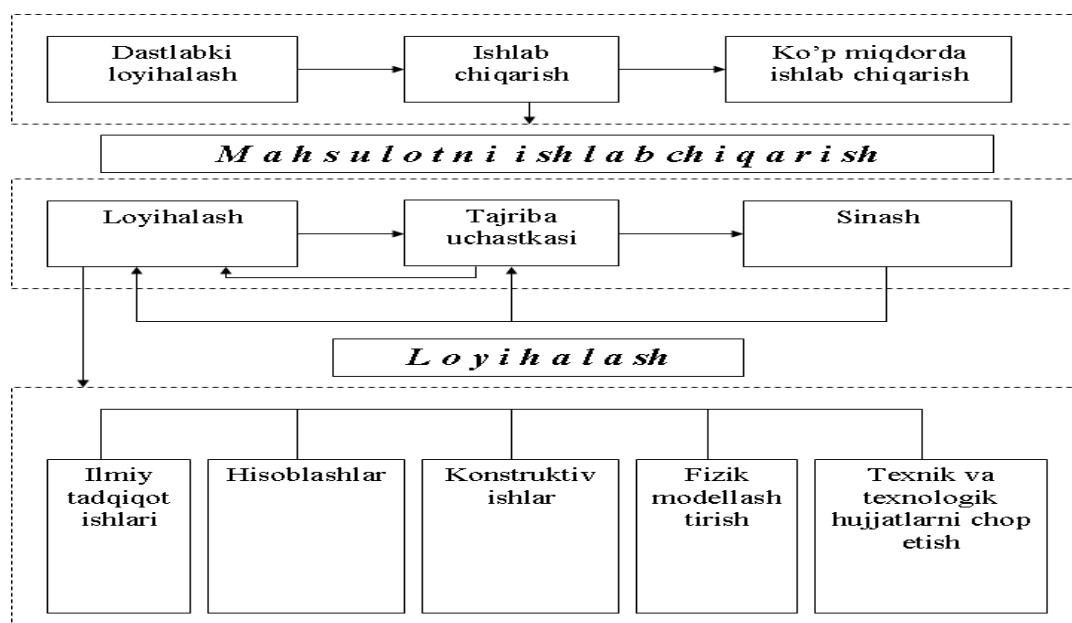 Dastlabki
loyihalash
Ishlab
chiqarish
Ko’p miqdorda
ishlab chiqarish
Mahsulotni ishlab chiqarish
Loyihalash
Tajriba
uchastkasi
Sinash
Loyihalash
Ilmiy
tadqiqot
ishlari
Hisoblashlar
Konstruktiv
ishlar
Fizik
modellash
tirish
Texnik va
texnologik
hujjatlarni chop
etish